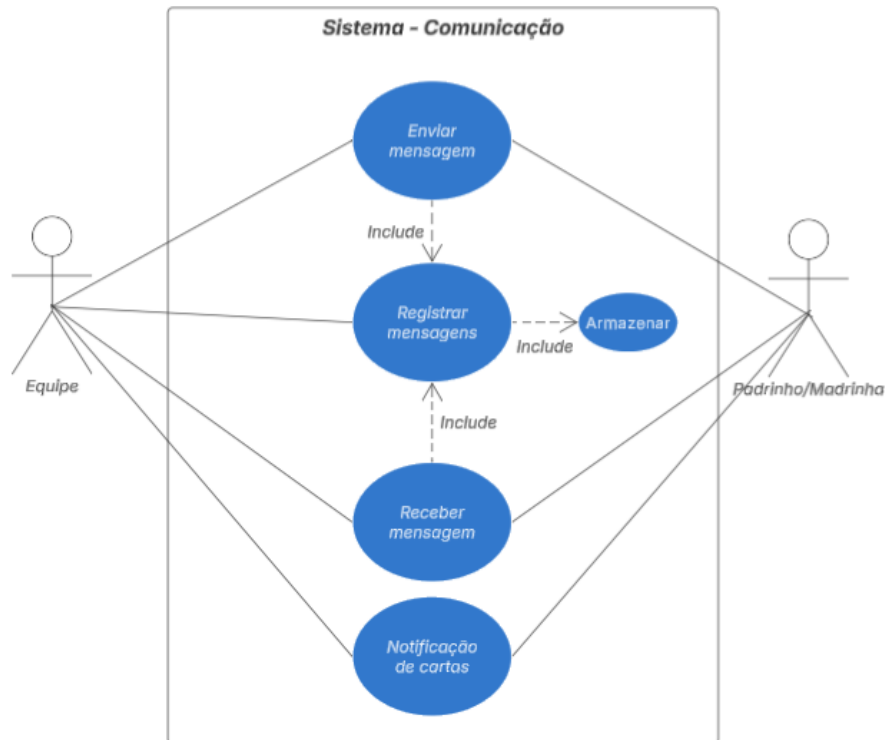 Sistema - Comunicação
Enviar
mensagem
Include
Registrar
mensagens
Armazenar
Include
Equipe
Padrinho/Madrinha
Include
Receber
mensagem
Notificação
de cartas